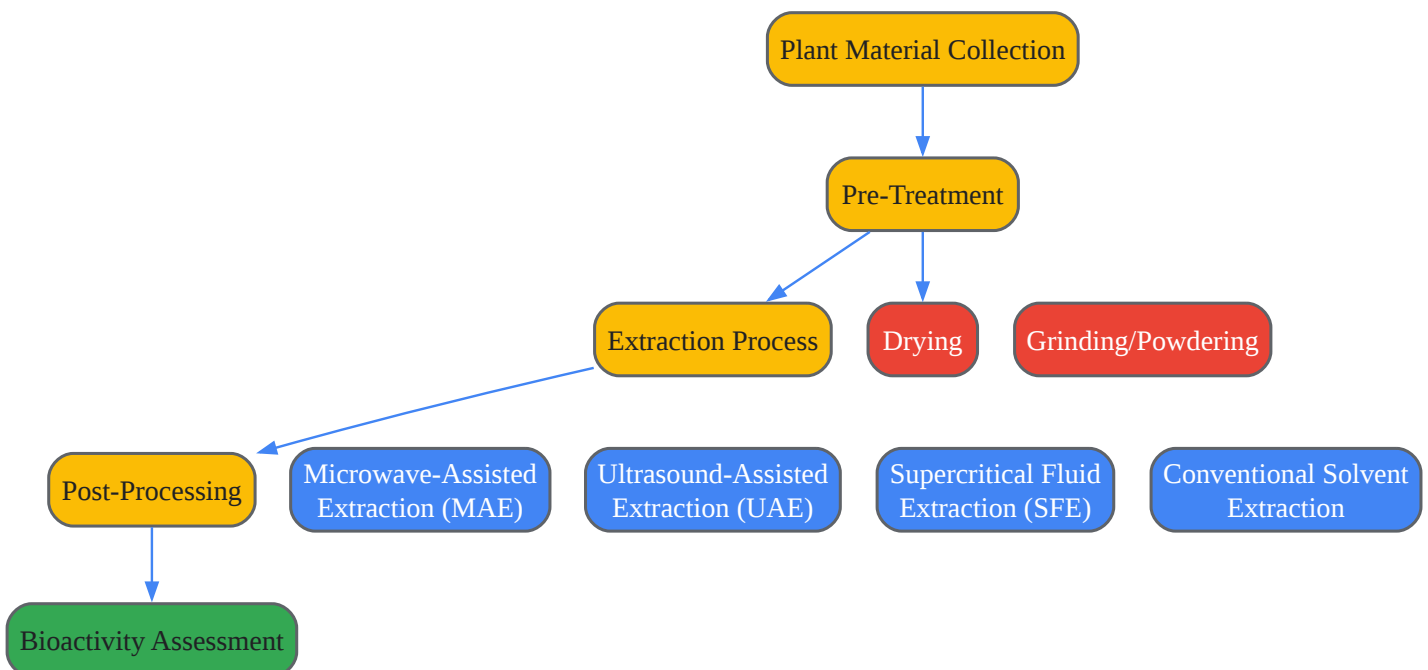 Plant Material Collection
Pre-Treatment
Extraction Process
Drying
Grinding/Powdering
Post-Processing
Microwave-Assisted
Extraction (MAE)
Ultrasound-Assisted
Extraction (UAE)
Supercritical Fluid
Extraction (SFE)
Conventional Solvent
Extraction
Bioactivity Assessment